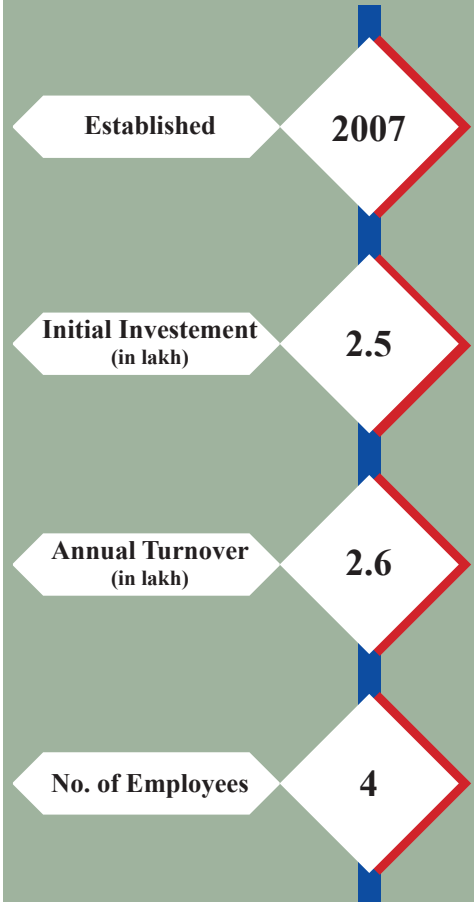 Established
2007
Initial Investement
(in lakh)
2.5
Annual Turnover
(in lakh)
2.6
No. of Employees
4